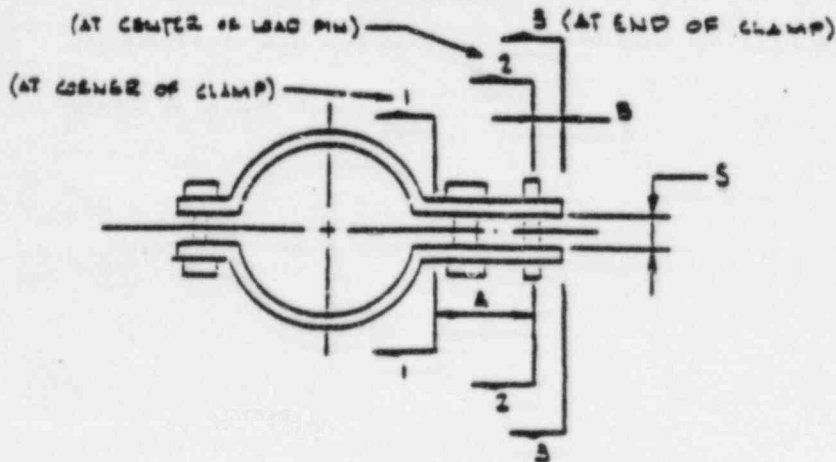 3 (AT END OF CLAMP)
(AT CENTER OF LOAD PIN)
2
(AT CORNER OF CLAMP)
1
B
S
A
1
2
3